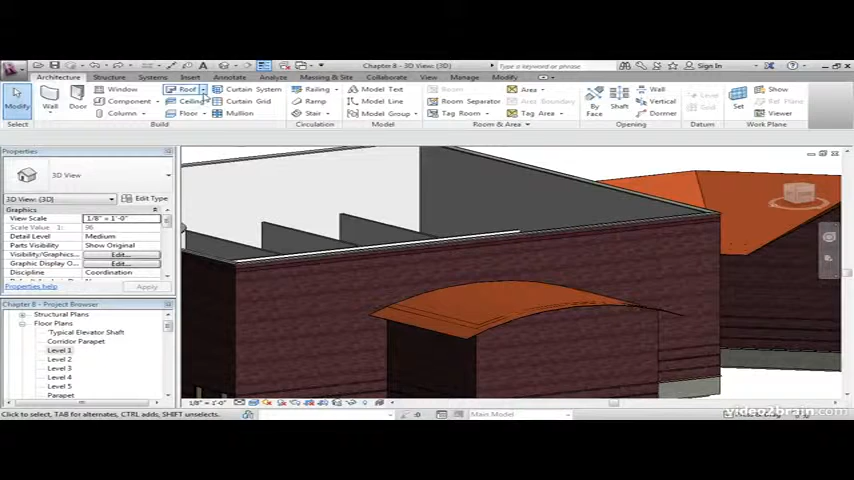 Chapter 8 - 3D View: {3D}
Type a keyword or phrase
Sign In
Architecture Structure Systems Insert Annotate Analyze Massing & Site Collaborate View Manage Modify
Modify Wall Door Window Component Column Roof Ceiling Floor Curtain System Curtain Grid Mullion Railing Ramp Stair Model Text Model Line Model Group Room Room Separator Tag Room Area Area Boundary Tag Area By Face Shaft Wall Vertical Dormer Level Grid Set Show Ref Plane Viewer
Select Build Circulation Model Room & Area Opening Datum Work Plane
Properties
3D View
3D View: {3D} Edit Type
Graphics
View Scale 1/8" = 1'-0"
Scale Value 1: 96
Detail Level Medium
Parts Visibility Show Original
Visibility/Graphics... Edit...
Graphic Display O... Edit...
Discipline Coordination
Properties help Apply
Chapter 8 - Project Browser
Structural Plans
Floor Plans
Typical Elevator Shaft
Corridor Parapet
Level 1
Level 2
Level 3
Level 4
Level 5
Parapet
1/8" = 1'-0"
Click to select, TAB for alternates, CTRL adds, SHIFT unselects.
:0 Main Model
video2brain.com